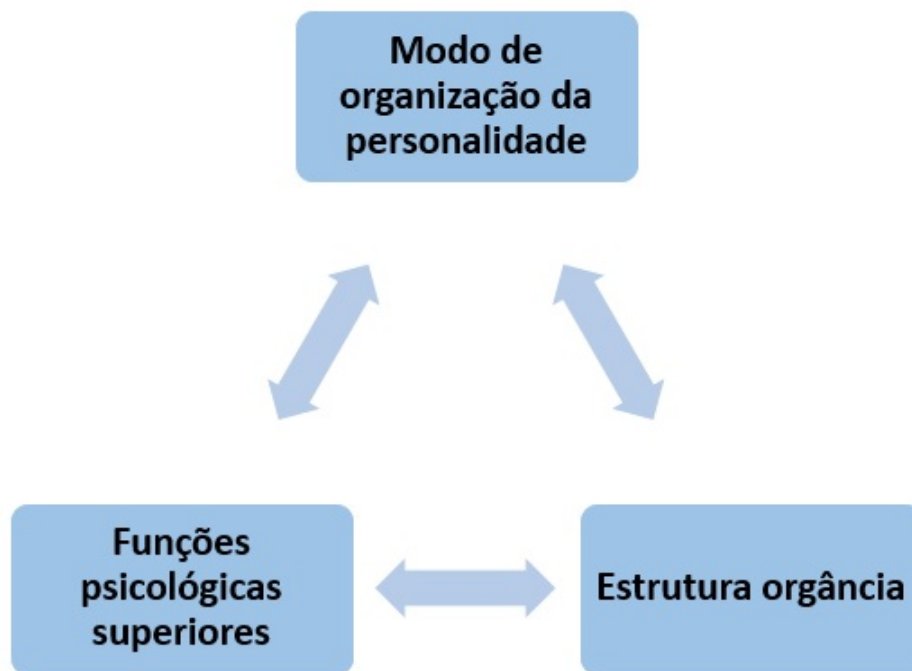 Modo de
organização da
personalidade
Funções
psicológicas
superiores
Estrutura orgância